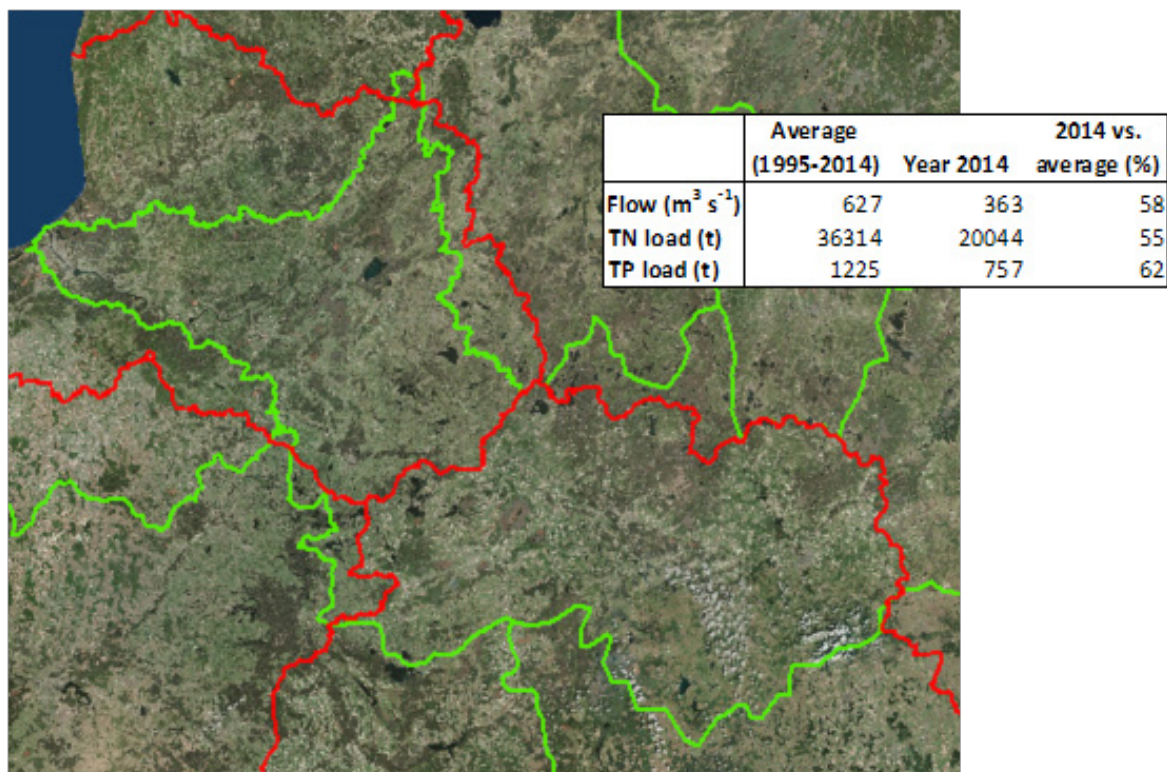 Average 2014 vs.
(1995-2014) Year 2014 average (%)
Flow (m³ s⁻¹) 627 363 58
TN load (t) 36314 20044 55
TP load (t) 1225 757 62